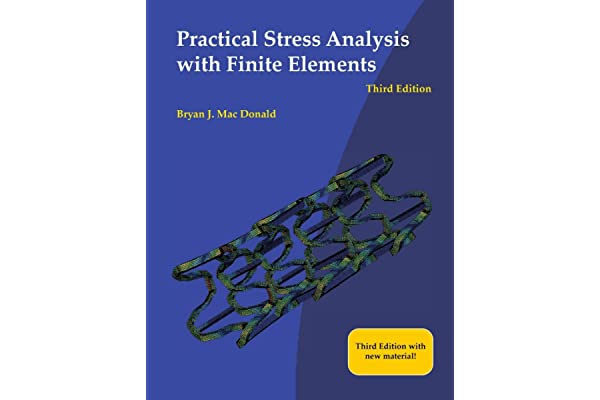 Practical Stress Analysis
with Finite Elements
Third Edition
Bryan J. Mac Donald
Third Edition with
new material!